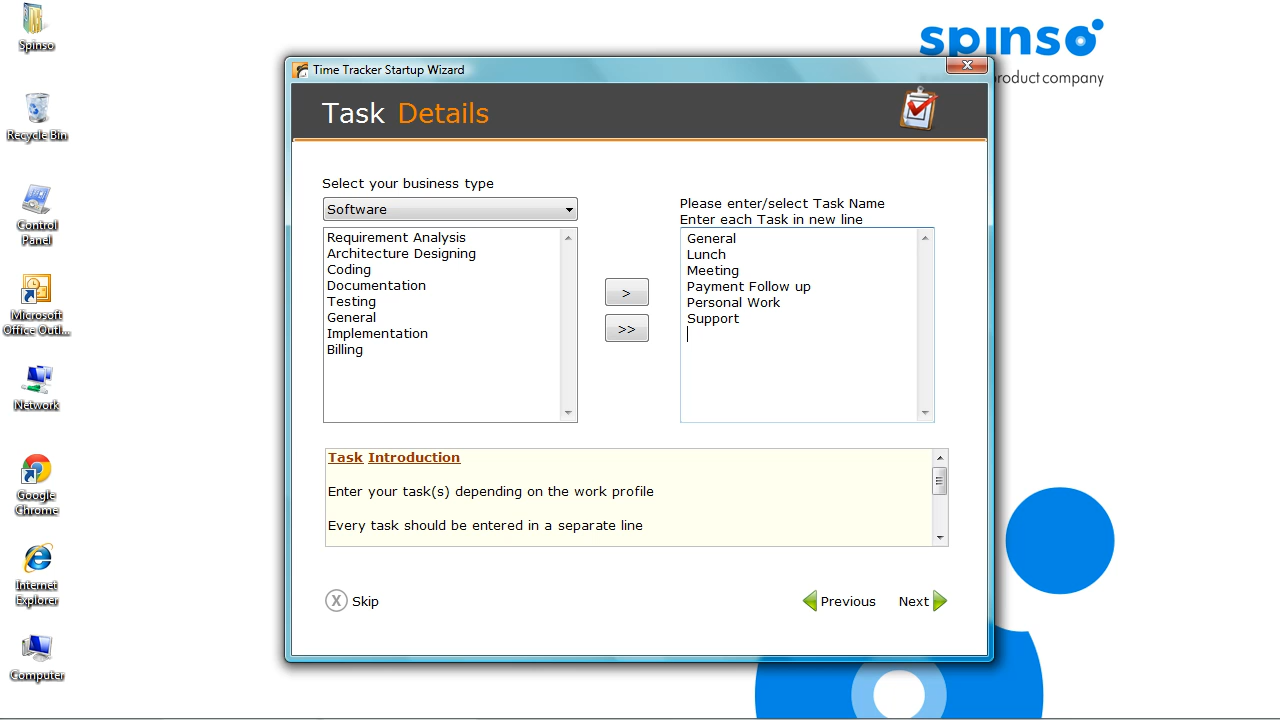 Spinso
Recycle Bin
Control
Panel
Microsoft
Office Outl...
Network
Google
Chrome
Internet
Explorer
Computer
spinso
product company
Time Tracker Startup Wizard
X
Task Details
Select your business type
Software
Requirement Analysis
Architecture Designing
Coding
Documentation
Testing
General
Implementation
Billing
>
>>
Please enter/select Task Name
Enter each Task in new line
General
Lunch
Meeting
Payment Follow up
Personal Work
Support
Task Introduction
Enter your task(s) depending on the work profile
Every task should be entered in a separate line
X Skip
Previous
Next